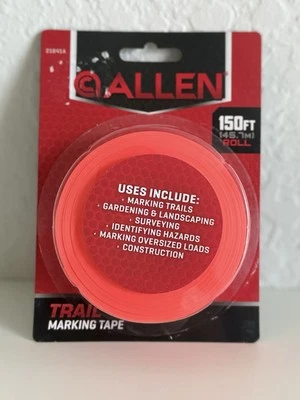 ALLEN
150FT
(45.7M)
ROLL
USES INCLUDE:
• MARKING TRAILS
• GARDENING & LANDSCAPING
• SURVEYING
• IDENTIFYING HAZARDS
• MARKING OVERSIZED LOADS
• CONSTRUCTION
TRAIL
MARKING TAPE